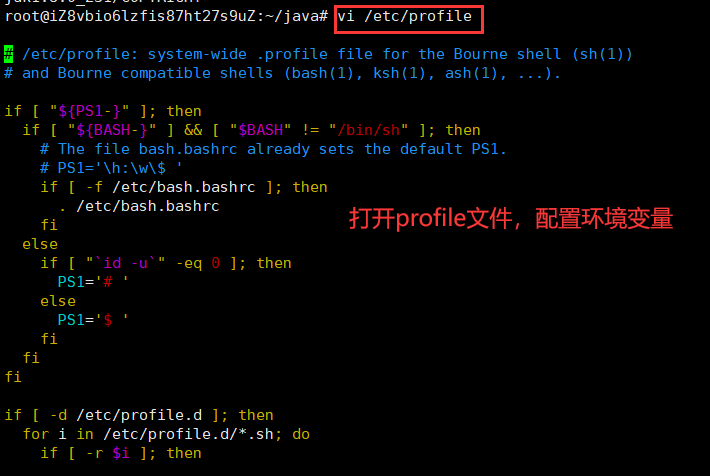 root@iZ8vbio6lzfis87ht27s9uZ:~/java# vi /etc/profile
# /etc/profile: system-wide .profile file for the Bourne shell (sh(1))
# and Bourne compatible shells (bash(1), ksh(1), ash(1), ...).
if [ "${PS1-}" ]; then
  if [ "${BASH-}" ] && [ "$BASH" != "/bin/sh" ]; then
    # The file bash.bashrc already sets the default PS1.
    # PS1='\h:\w\$ '
    if [ -f /etc/bash.bashrc ]; then
      . /etc/bash.bashrc
    fi
打开profile文件，配置环境变量
  else
    if [ "`id -u`" -eq 0 ]; then
      PS1='# '
    else
      PS1='$ '
    fi
  fi
fi
if [ -d /etc/profile.d ]; then
  for i in /etc/profile.d/*.sh; do
    if [ -r $i ]; then